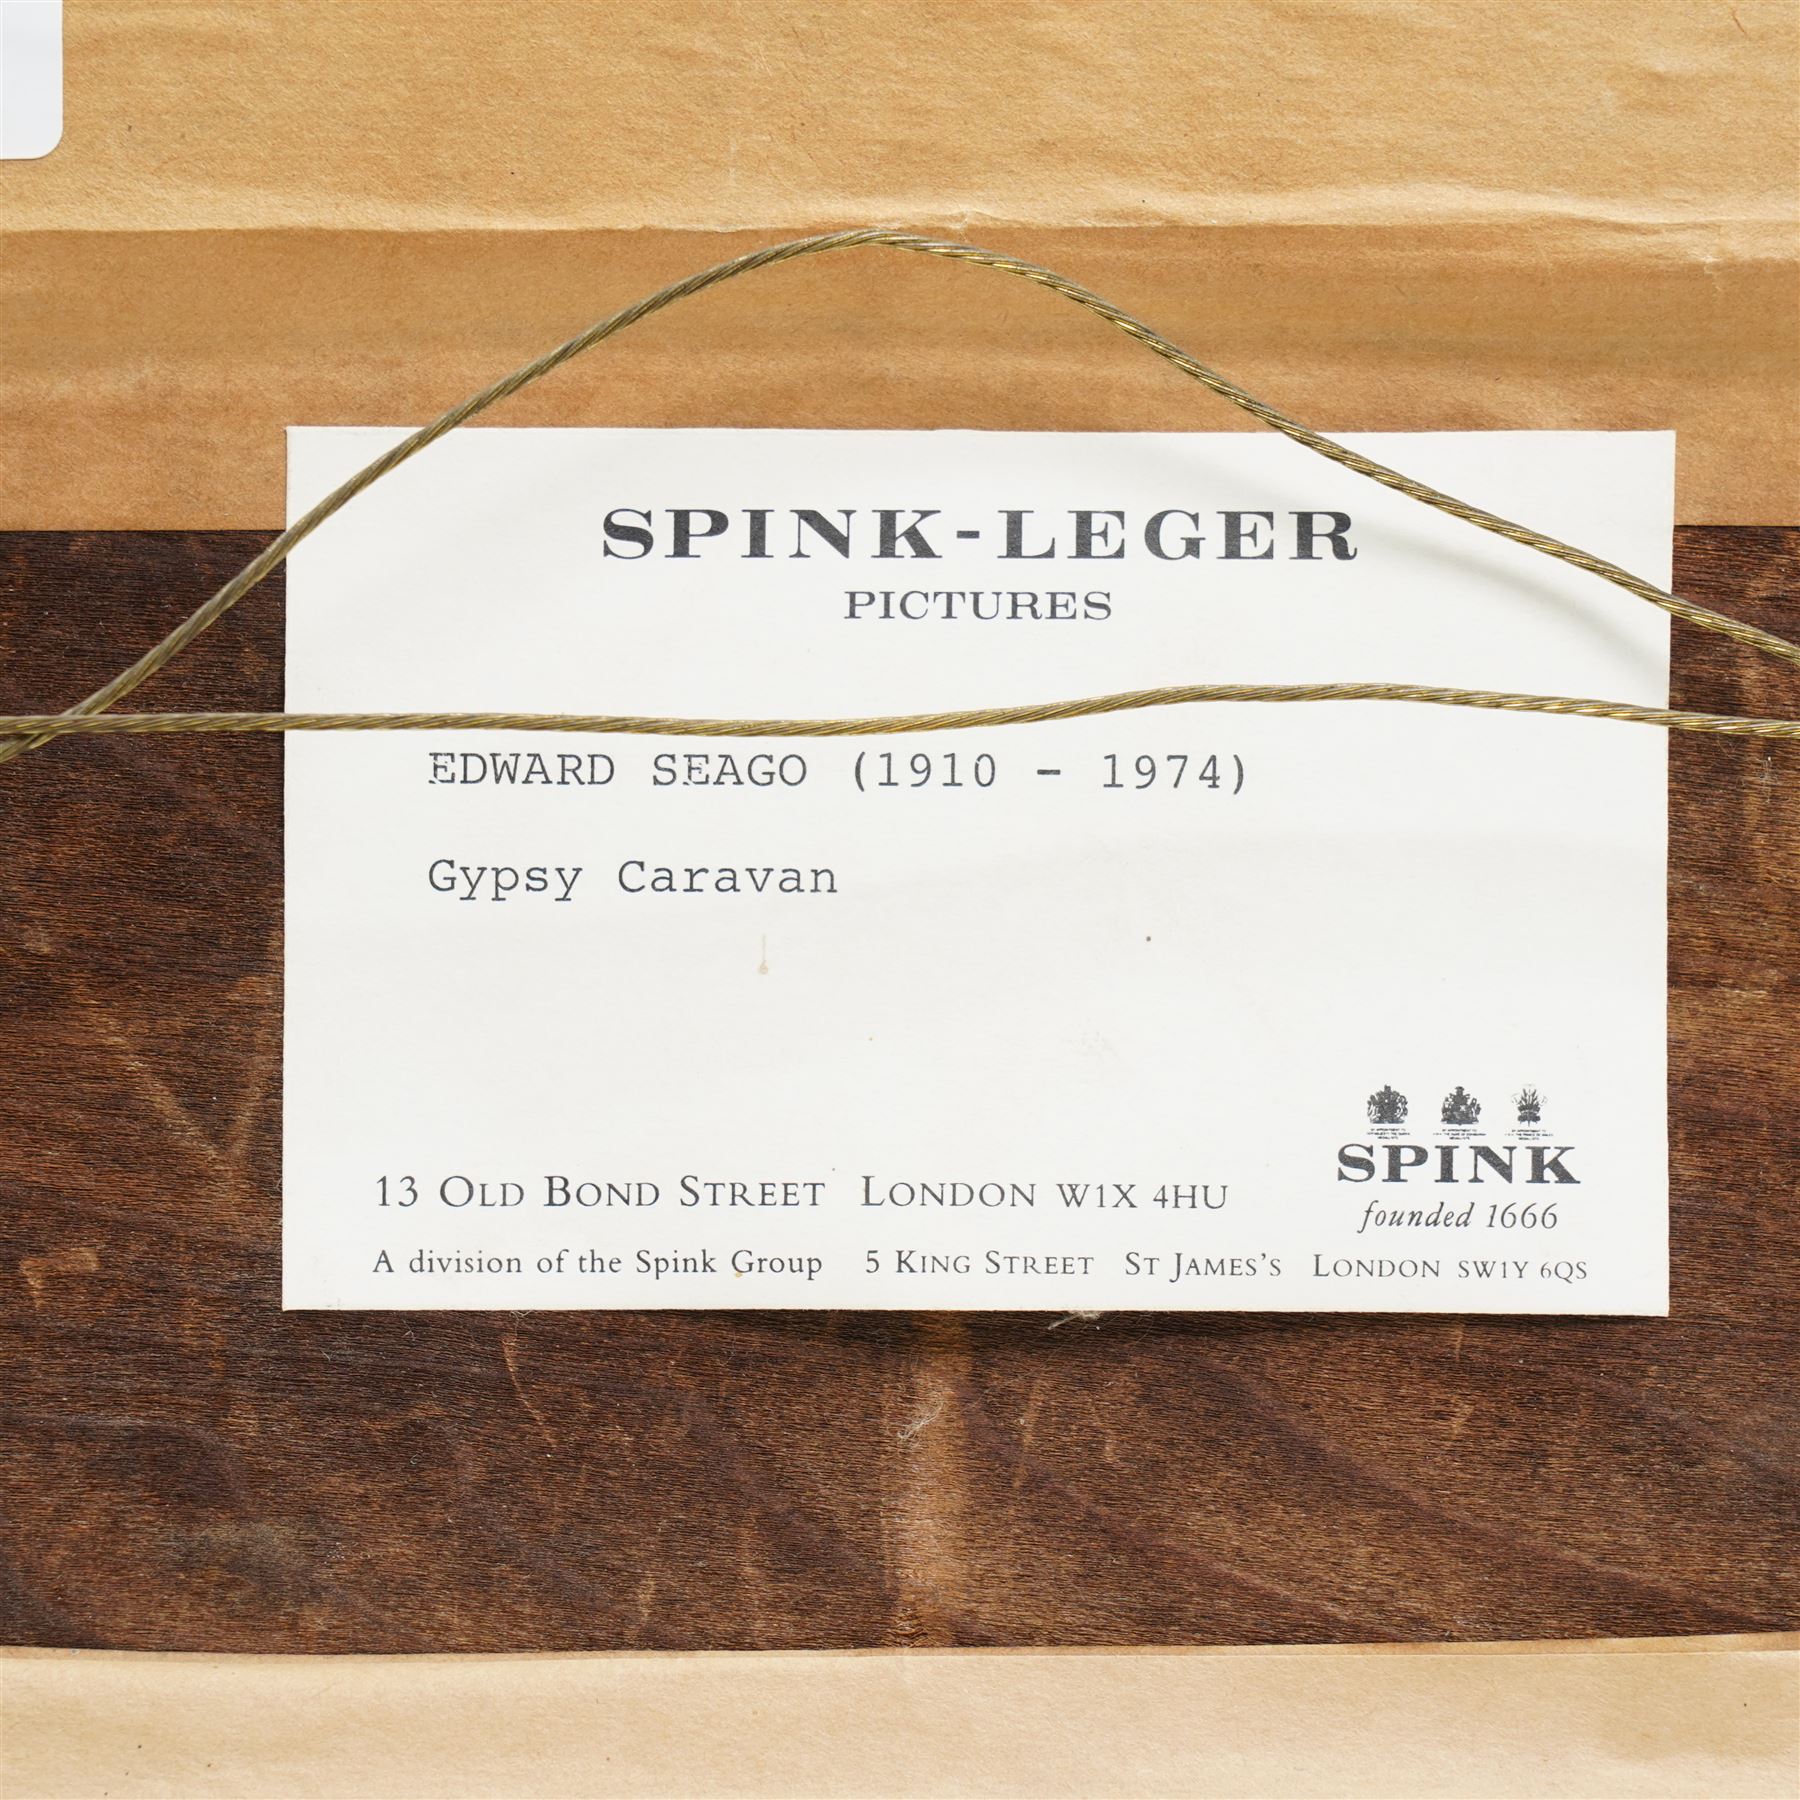 SPINK-LEGER
PICTURES
EDWARD SEAGO (1910 - 1974)
Gypsy Caravan
SPINK
founded 1666
13 OLD BOND STREET LONDON W1X 4HU
A division of the Spink Group 5 KING STREET ST JAMES'S LONDON SW1Y 6QS